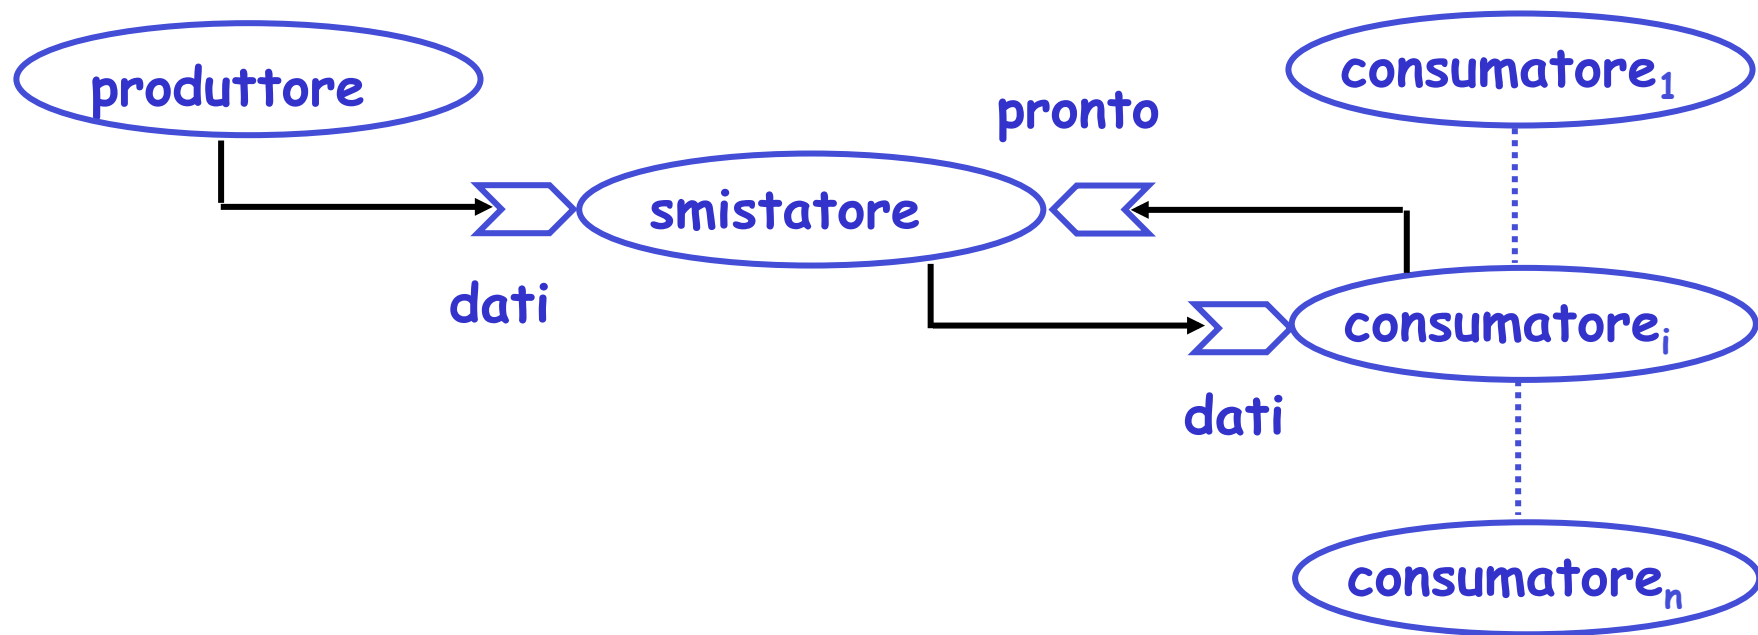 produttore
consumatore1
pronto
smistatore
dati
consumatorei
dati
consumatoren